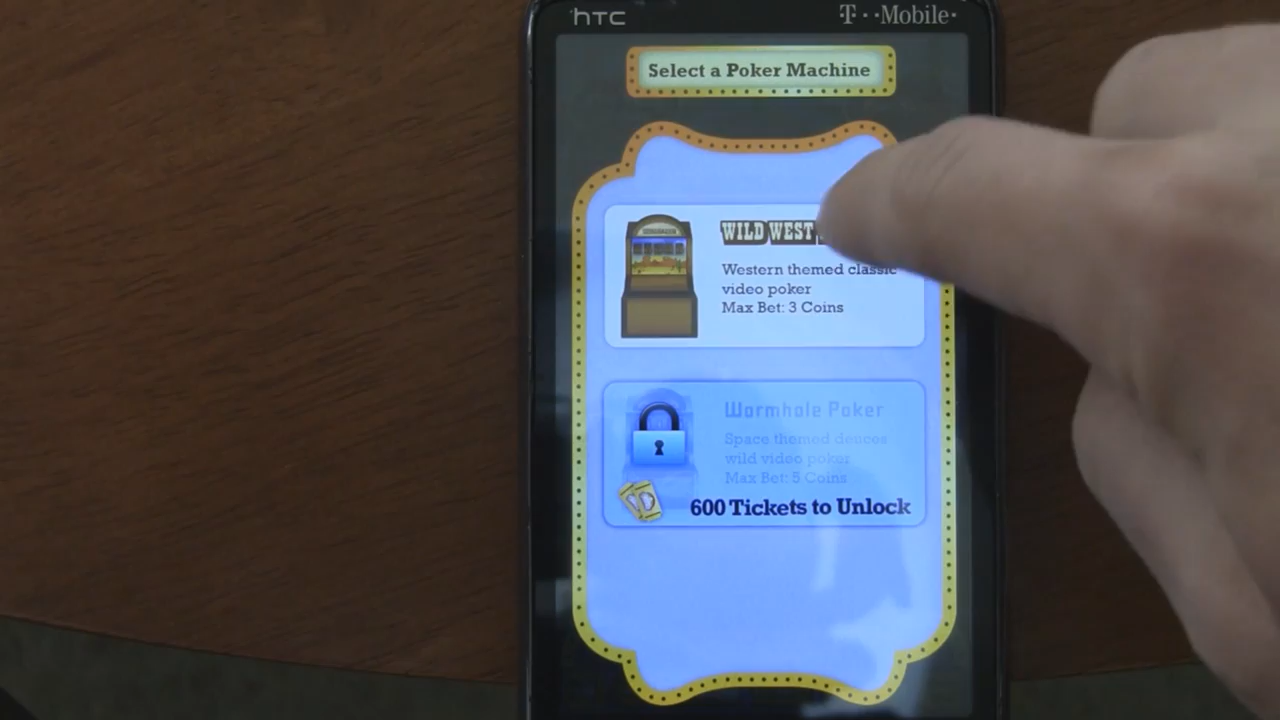 hTC
T··Mobile·
Select a Poker Machine
WILD WEST
Western themed classic
video poker
Max Bet: 3 Coins
Wormhole Poker
Space themed deuces
wild video poker
Max Bet: 5 Coins
600 Tickets to Unlock